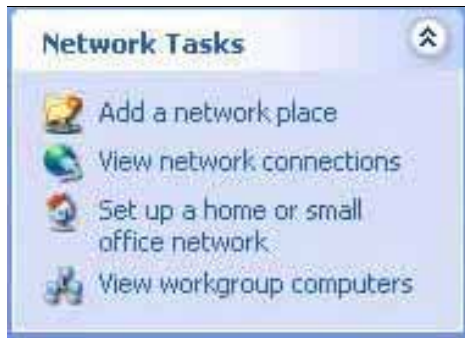 Network Tasks
Add a network place
View network connections
Set up a home or small
office network
View workgroup computers